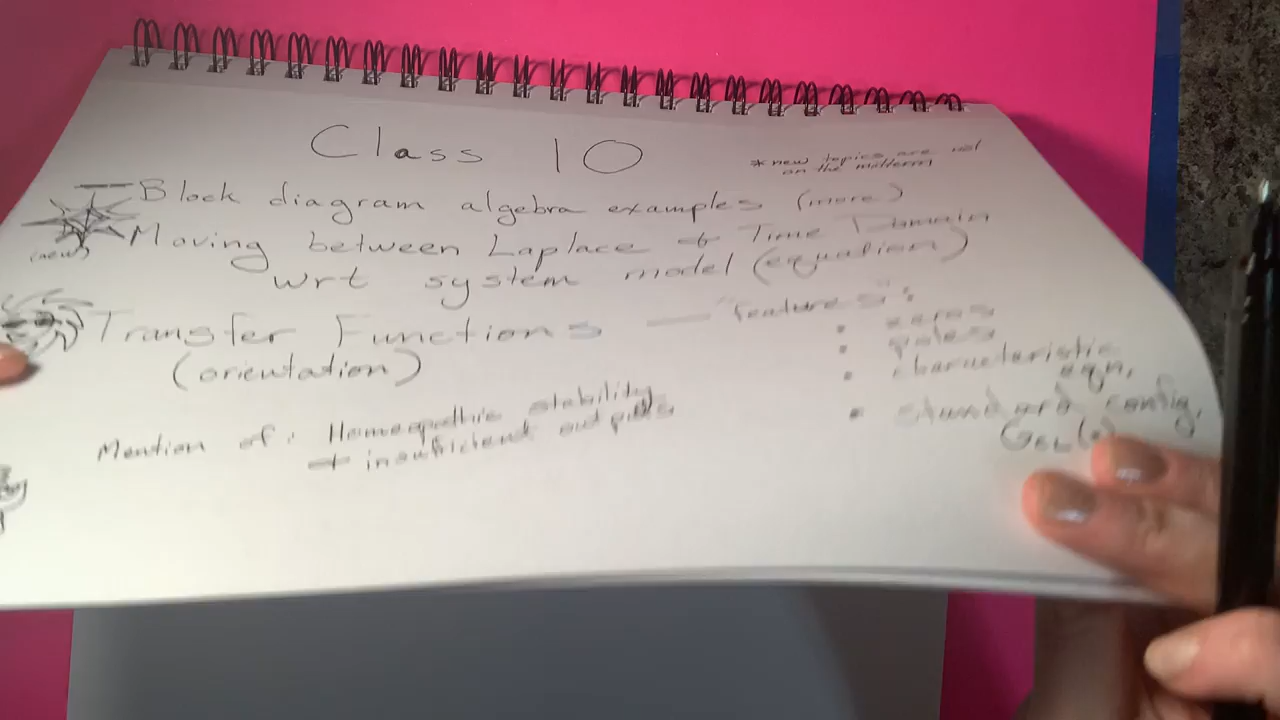 Class 10
*new topics are not
on the midterm
Block diagram algebra examples (more)
(new)
Moving between Laplace + Time Domain
wrt system model (equation)
Transfer Functions — "features":
(orientation)
• zeros
• poles
• characteristic
eqn.
• standard config.
Mention of:
stability
+ insufficient